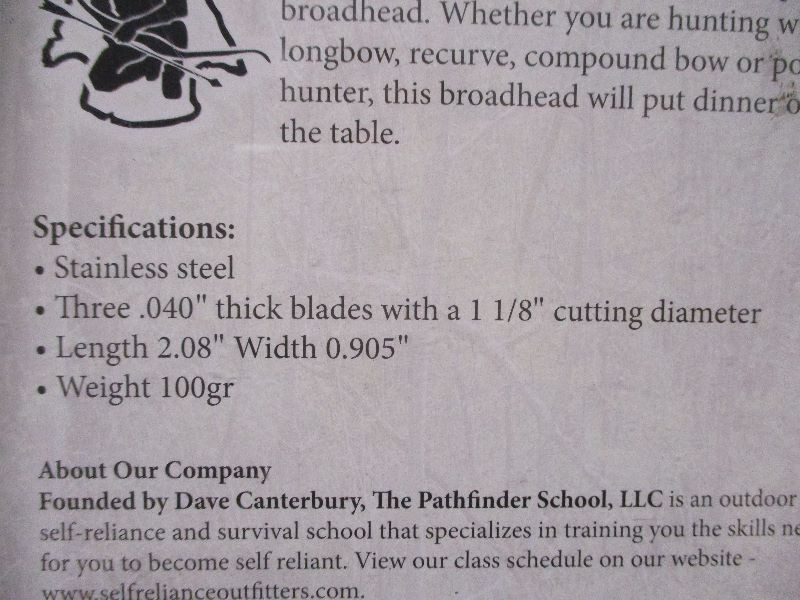 broadhead. Whether you are hunting w
longbow, recurve, compound bow or po
hunter, this broadhead will put dinner o
the table.
Specifications:
• Stainless steel
• Three .040" thick blades with a 1 1/8" cutting diameter
• Length 2.08" Width 0.905"
• Weight 100gr
About Our Company
Founded by Dave Canterbury, The Pathfinder School, LLC is an outdoor
self-reliance and survival school that specializes in training you the skills ne
for you to become self reliant. View our class schedule on our website -
www.selfrelianceoutfitters.com.